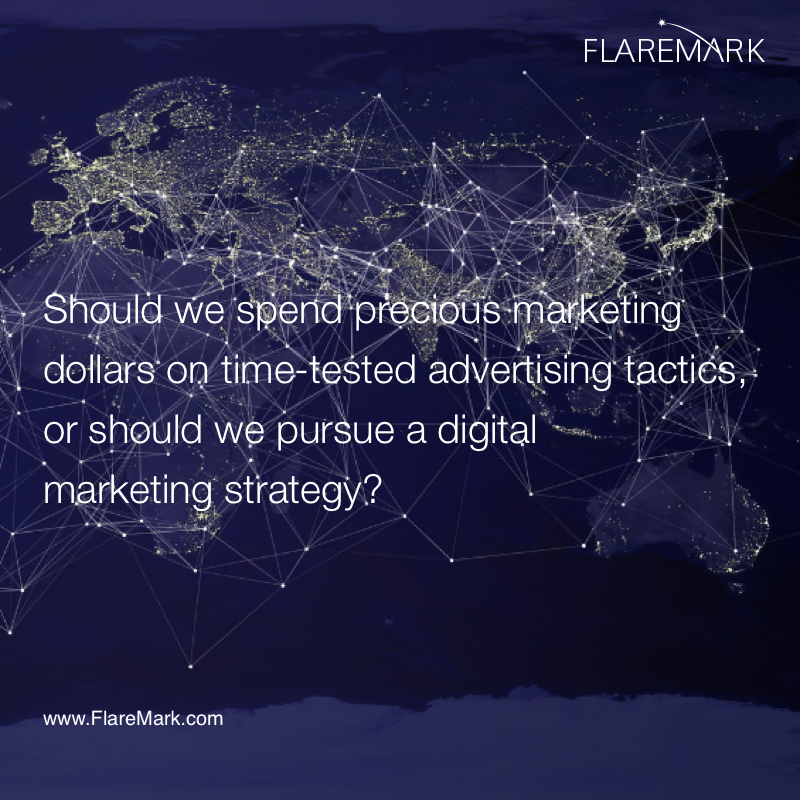 FLAREMARK
Should we spend precious marketing
dollars on time-tested advertising tactics,
or should we pursue a digital
marketing strategy?
www.FlareMark.com